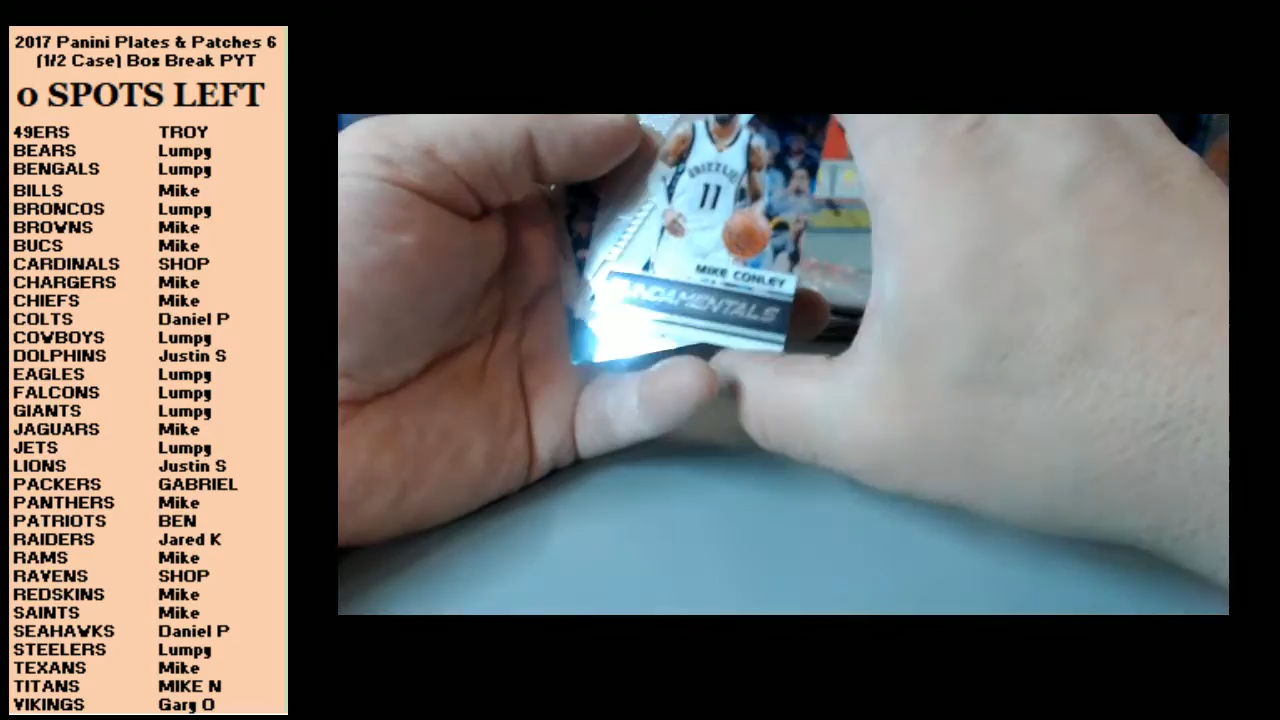 2017 Panini Plates & Patches 6
(1/2 Case) Box Break PYT
0 SPOTS LEFT
49ERS TROY
BEARS Lumpy
BENGALS Lumpy
BILLS Mike
BRONCOS Lumpy
BROWNS Mike
BUCS Mike
CARDINALS SHOP
CHARGERS Mike
CHIEFS Mike
COLTS Daniel P
COWBOYS Lumpy
DOLPHINS Justin S
EAGLES Lumpy
FALCONS Lumpy
GIANTS Lumpy
JAGUARS Mike
JETS Lumpy
LIONS Justin S
PACKERS GABRIEL
PANTHERS Mike
PATRIOTS BEN
RAIDERS Jared K
RAMS Mike
RAVENS SHOP
REDSKINS Mike
SAINTS Mike
SEAHAWKS Daniel P
STEELERS Lumpy
TEXANS Mike
TITANS MIKE N
VIKINGS Gary O
11
MIKE CONLEY
FUNDAMENTALS